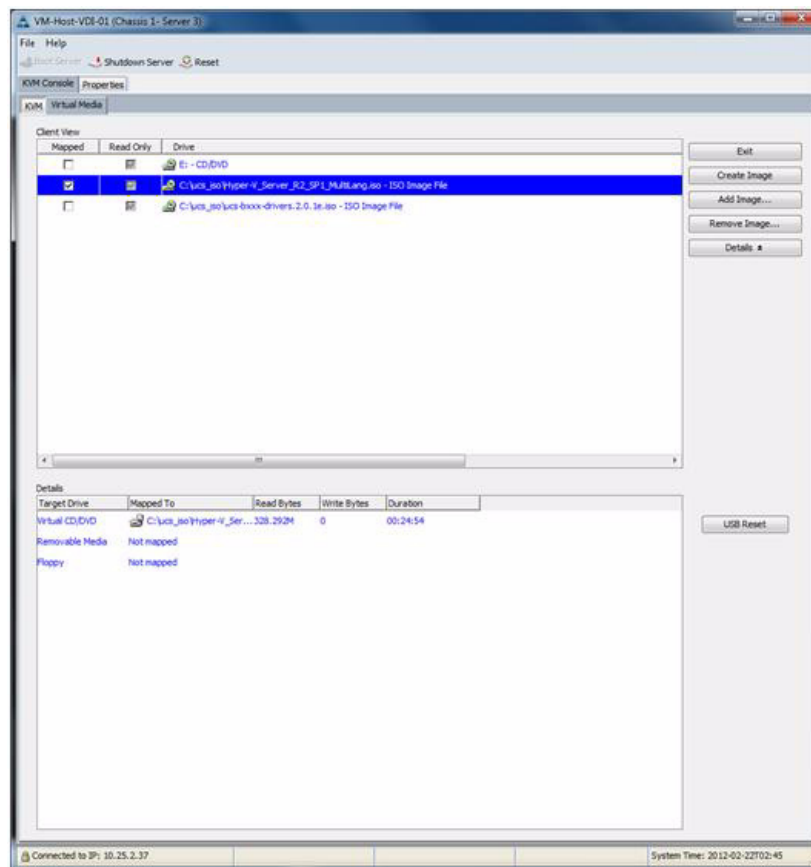 VM-Host-VDI-01 (Chassis 1- Server 3)
File Help
Boot Server Shutdown Server Reset
KVM Console Properties
KVM Virtual Media
Client View
Mapped Read Only Drive
E: - CD/DVD
C:\ucs_iso\Hyper-V_Server_R2_SP1_MultiLang.iso - ISO Image File
C:\ucs_iso\ucs-bxxx-drivers.2.0.1e.iso - ISO Image File
Exit
Create Image
Add Image...
Remove Image...
Details
Details
Target Drive Mapped To Read Bytes Write Bytes Duration
Virtual CD/DVD C:\ucs_iso\Hyper-V_Ser... 328.292M 0 00:24:54
Removable Media Not mapped
Floppy Not mapped
USB Reset
Connected to IP: 10.25.2.37 System Time: 2012-02-22T02:45